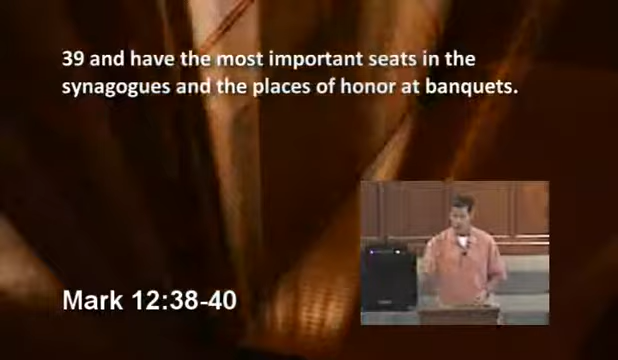 39 and have the most important seats in the
synagogues and the places of honor at banquets.
Mark 12:38-40